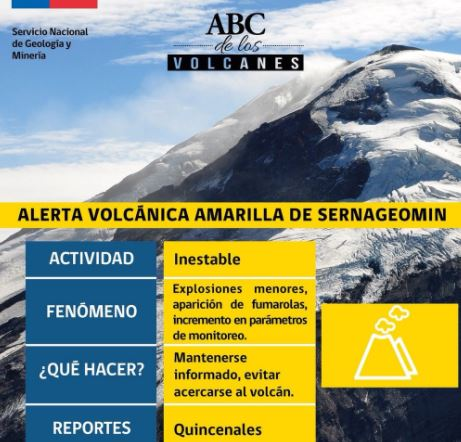 Servicio Nacional
de Geología y
Minería
ABC
de los
VOLCANES
ALERTA VOLCÁNICA AMARILLA DE SERNAGEOMIN
ACTIVIDAD
Inestable
FENÓMENO
Explosiones menores,
aparición de fumarolas,
incremento en parámetros
de monitoreo.
¿QUÉ HACER?
Mantenerse
informado, evitar
acercarse al volcán.
REPORTES
Quincenales